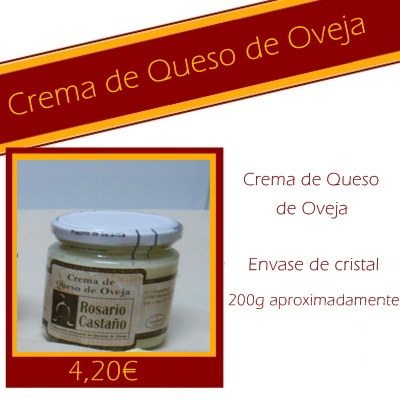 Crema de Queso de Oveja
Crema de Queso
de Oveja
Envase de cristal
200g aproximadamente
Crema de
Queso de Oveja
Rosario
Castaño
4,20€